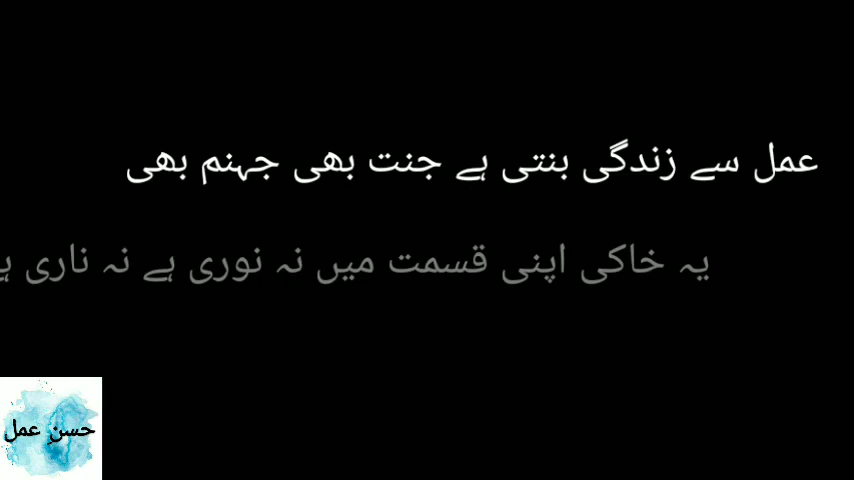 عمل سے زندگی بنتی ہے جنت بھی جہنم بھی
یہ خاکی اپنی قسمت میں نہ نوری ہے نہ ناری ہے
حسنِ عمل